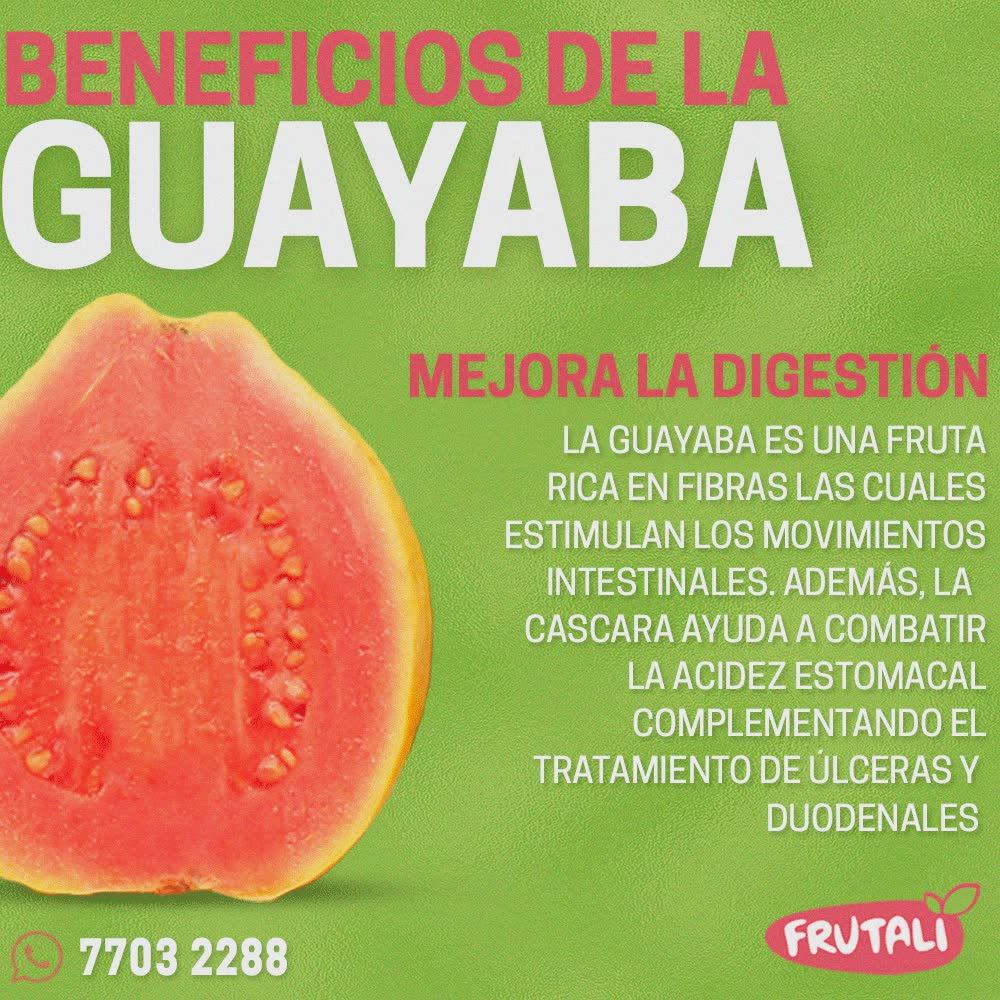 BENEFICIOS DE LA
GUAYABA
MEJORA LA DIGESTIÓN
LA GUAYABA ES UNA FRUTA
RICA EN FIBRAS LAS CUALES
ESTIMULAN LOS MOVIMIENTOS
INTESTINALES. ADEMÁS, LA
CASCARA AYUDA A COMBATIR
LA ACIDEZ ESTOMACAL
COMPLEMENTANDO EL
TRATAMIENTO DE ÚLCERAS Y
DUODENALES
7703 2288
FRUTALI